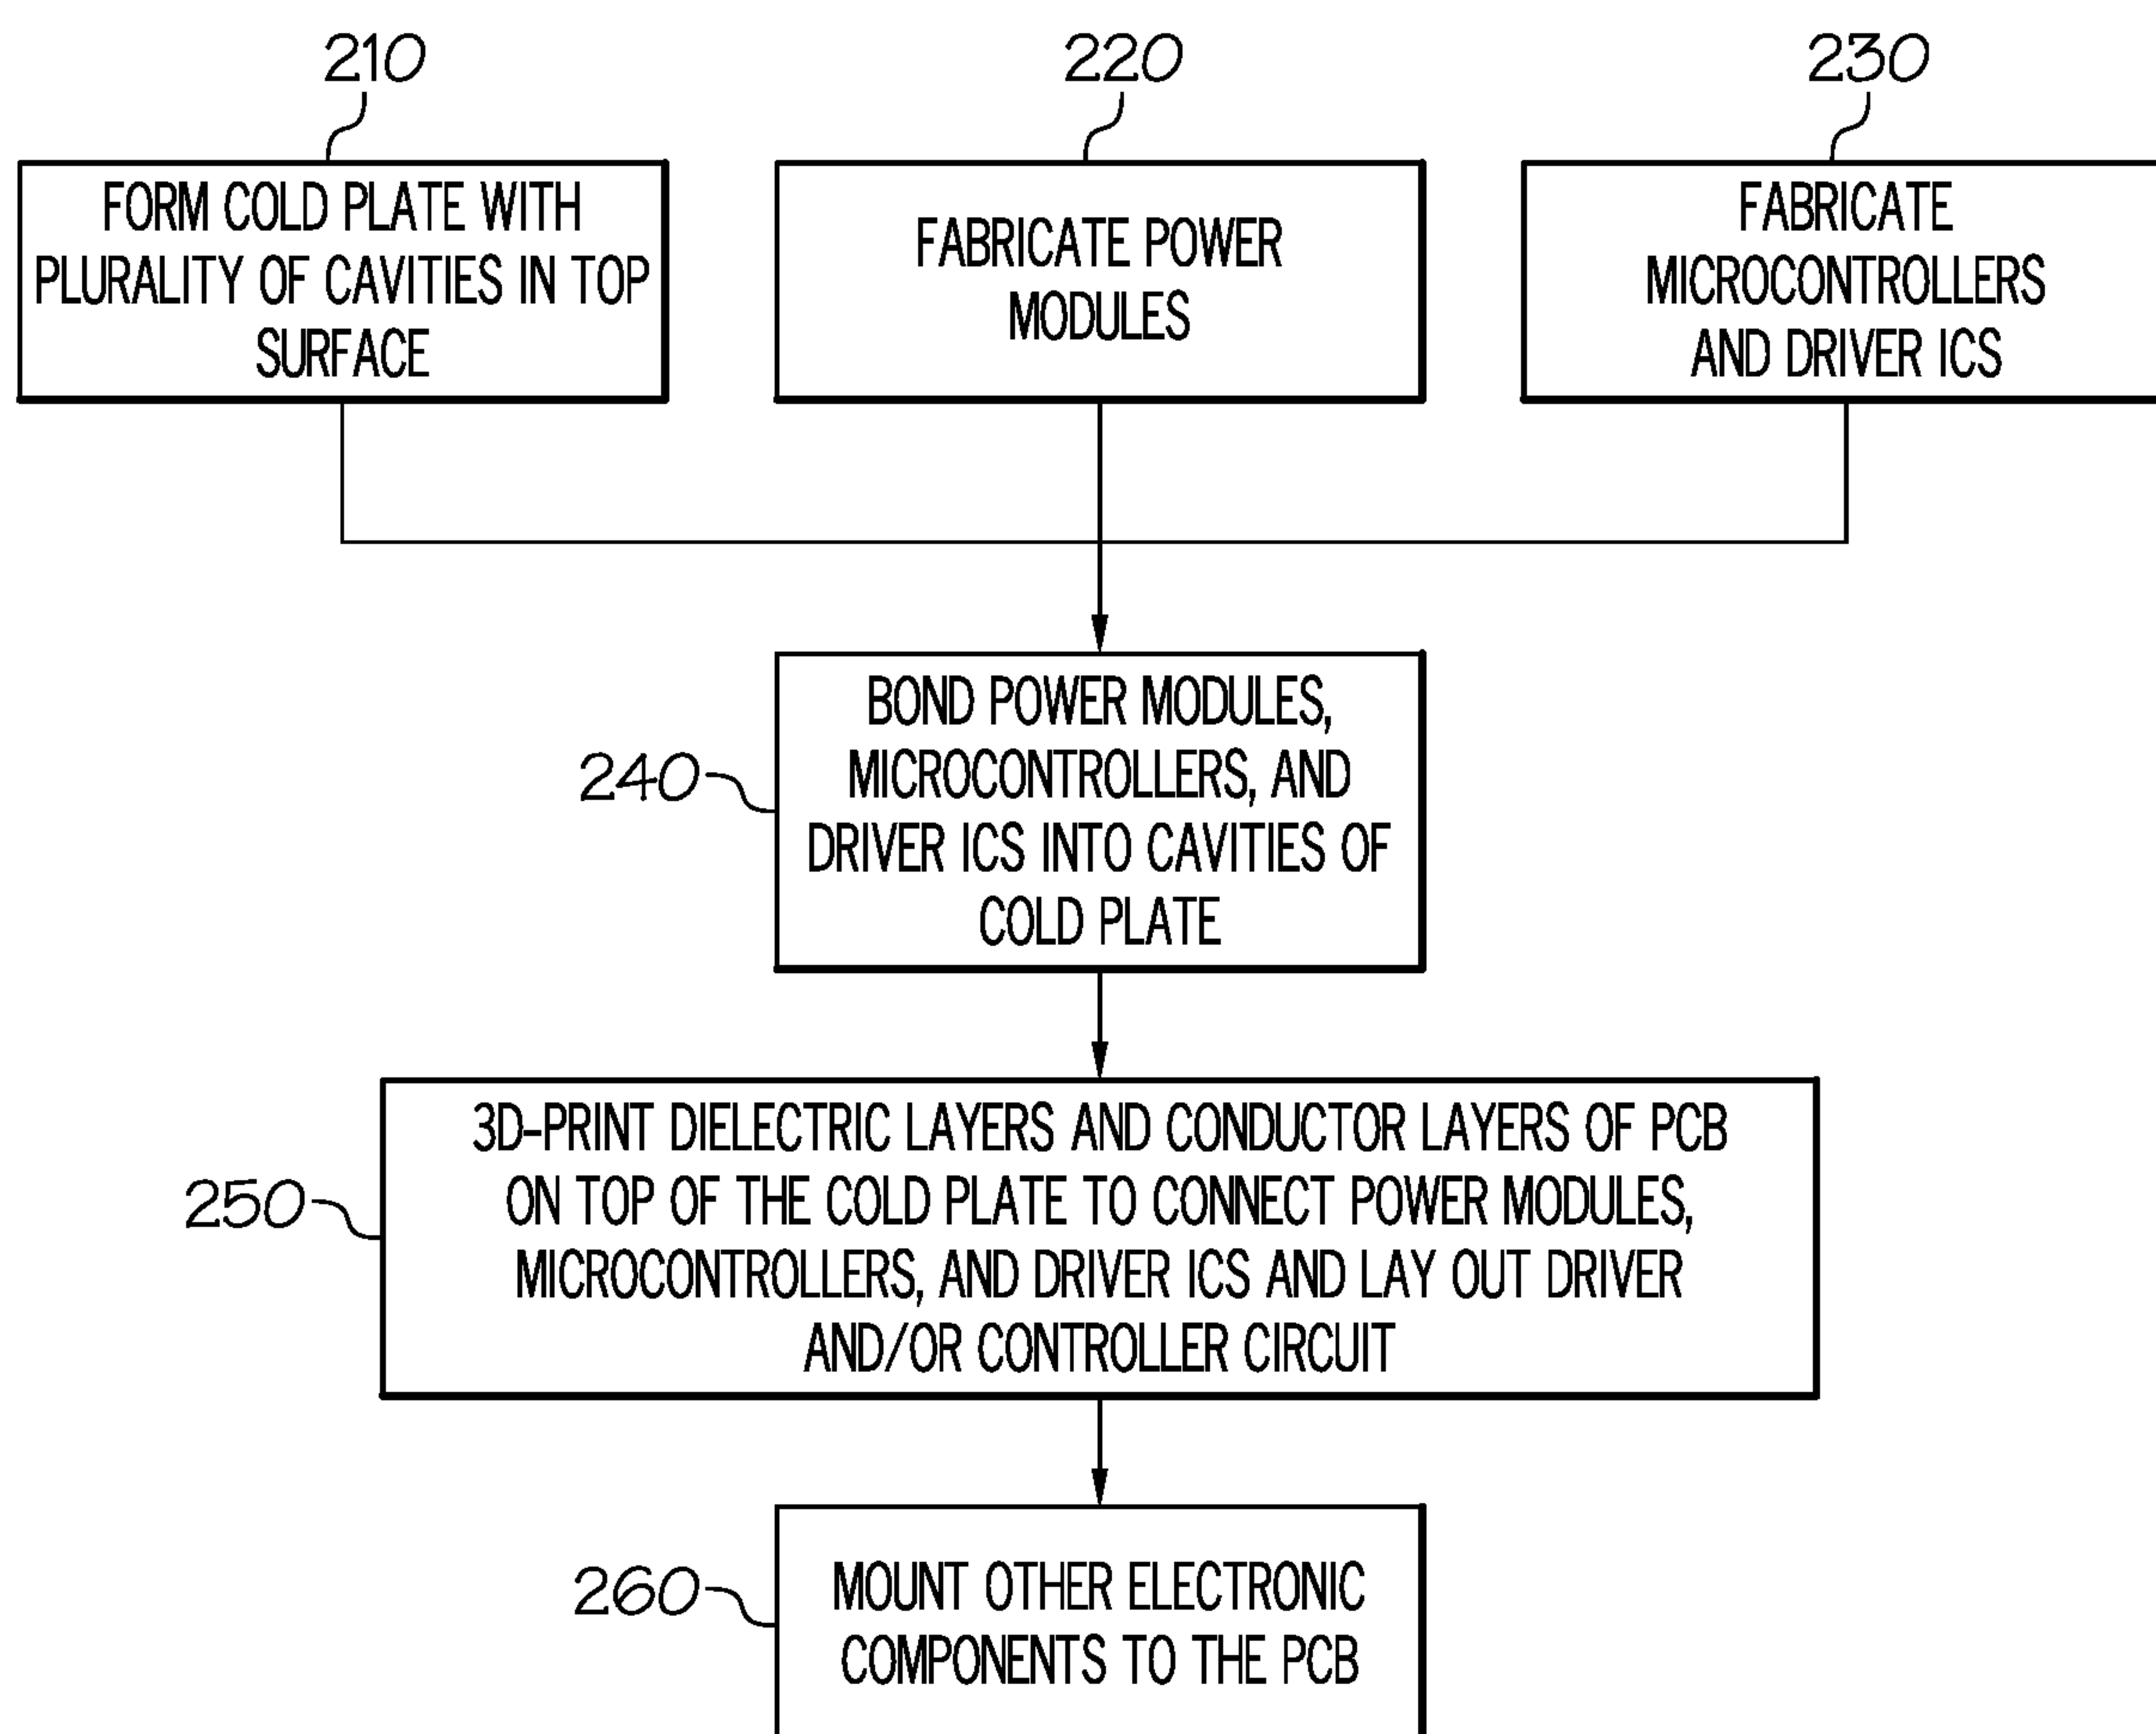 210
220
230
FORM COLD PLATE WITH
PLURALITY OF CAVITIES IN TOP
SURFACE
FABRICATE POWER
MODULES
FABRICATE
MICROCONTROLLERS
AND DRIVER ICS
240
BOND POWER MODULES,
MICROCONTROLLERS, AND
DRIVER ICS INTO CAVITIES OF
COLD PLATE
250
3D-PRINT DIELECTRIC LAYERS AND CONDUCTOR LAYERS OF PCB
ON TOP OF THE COLD PLATE TO CONNECT POWER MODULES,
MICROCONTROLLERS, AND DRIVER ICS AND LAY OUT DRIVER
AND/OR CONTROLLER CIRCUIT
260
MOUNT OTHER ELECTRONIC
COMPONENTS TO THE PCB